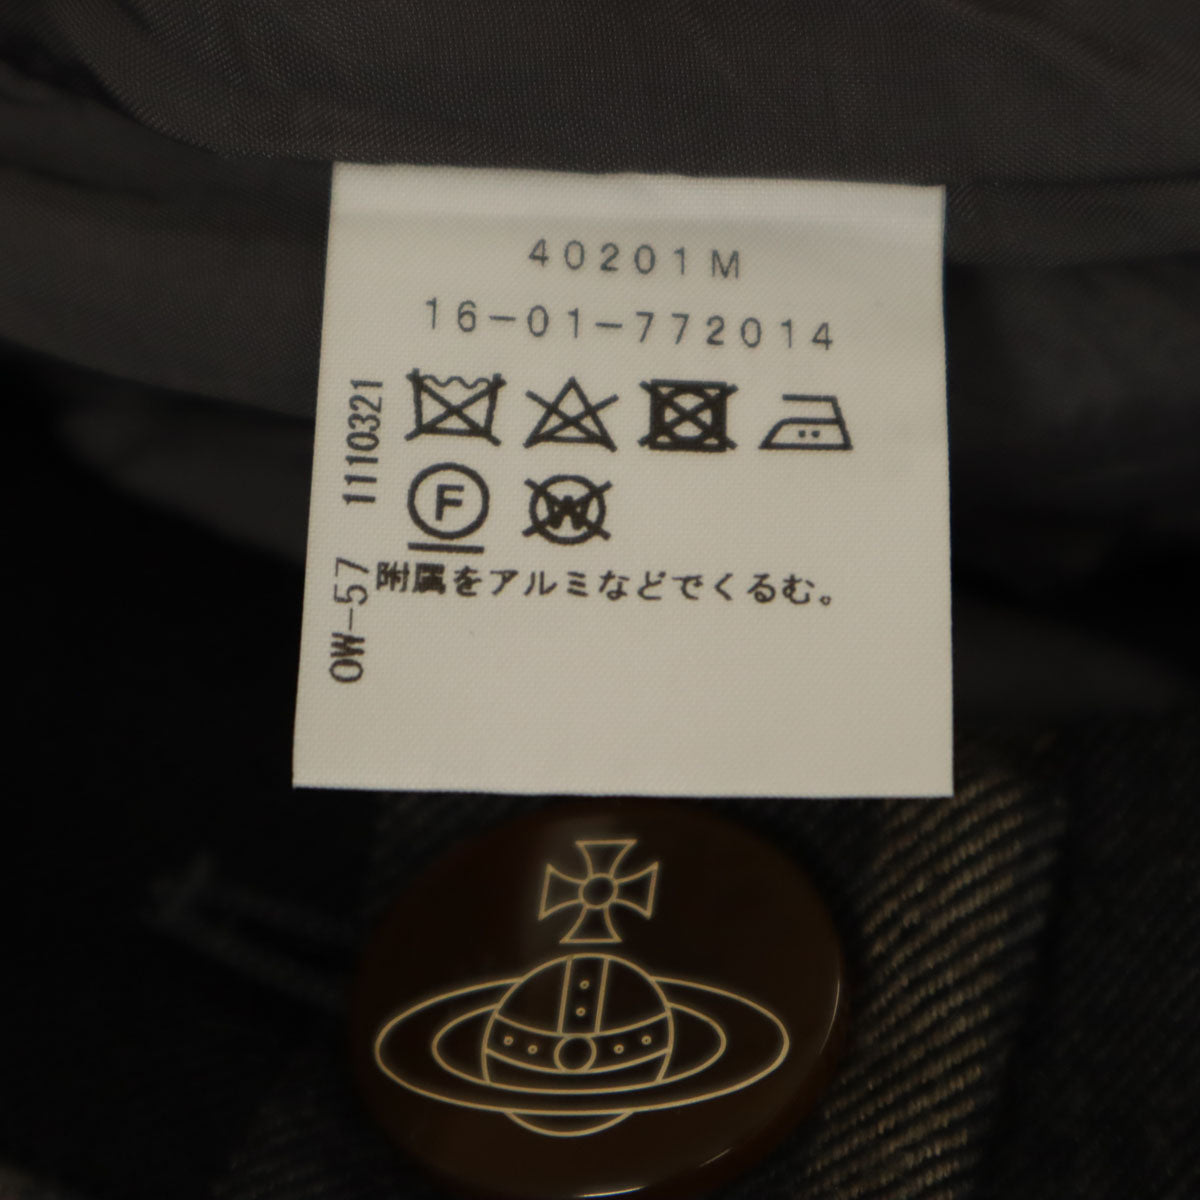 40201M
16-01-772014
F
W
附属をアルミなどでくるむ。
OW-57 1110321